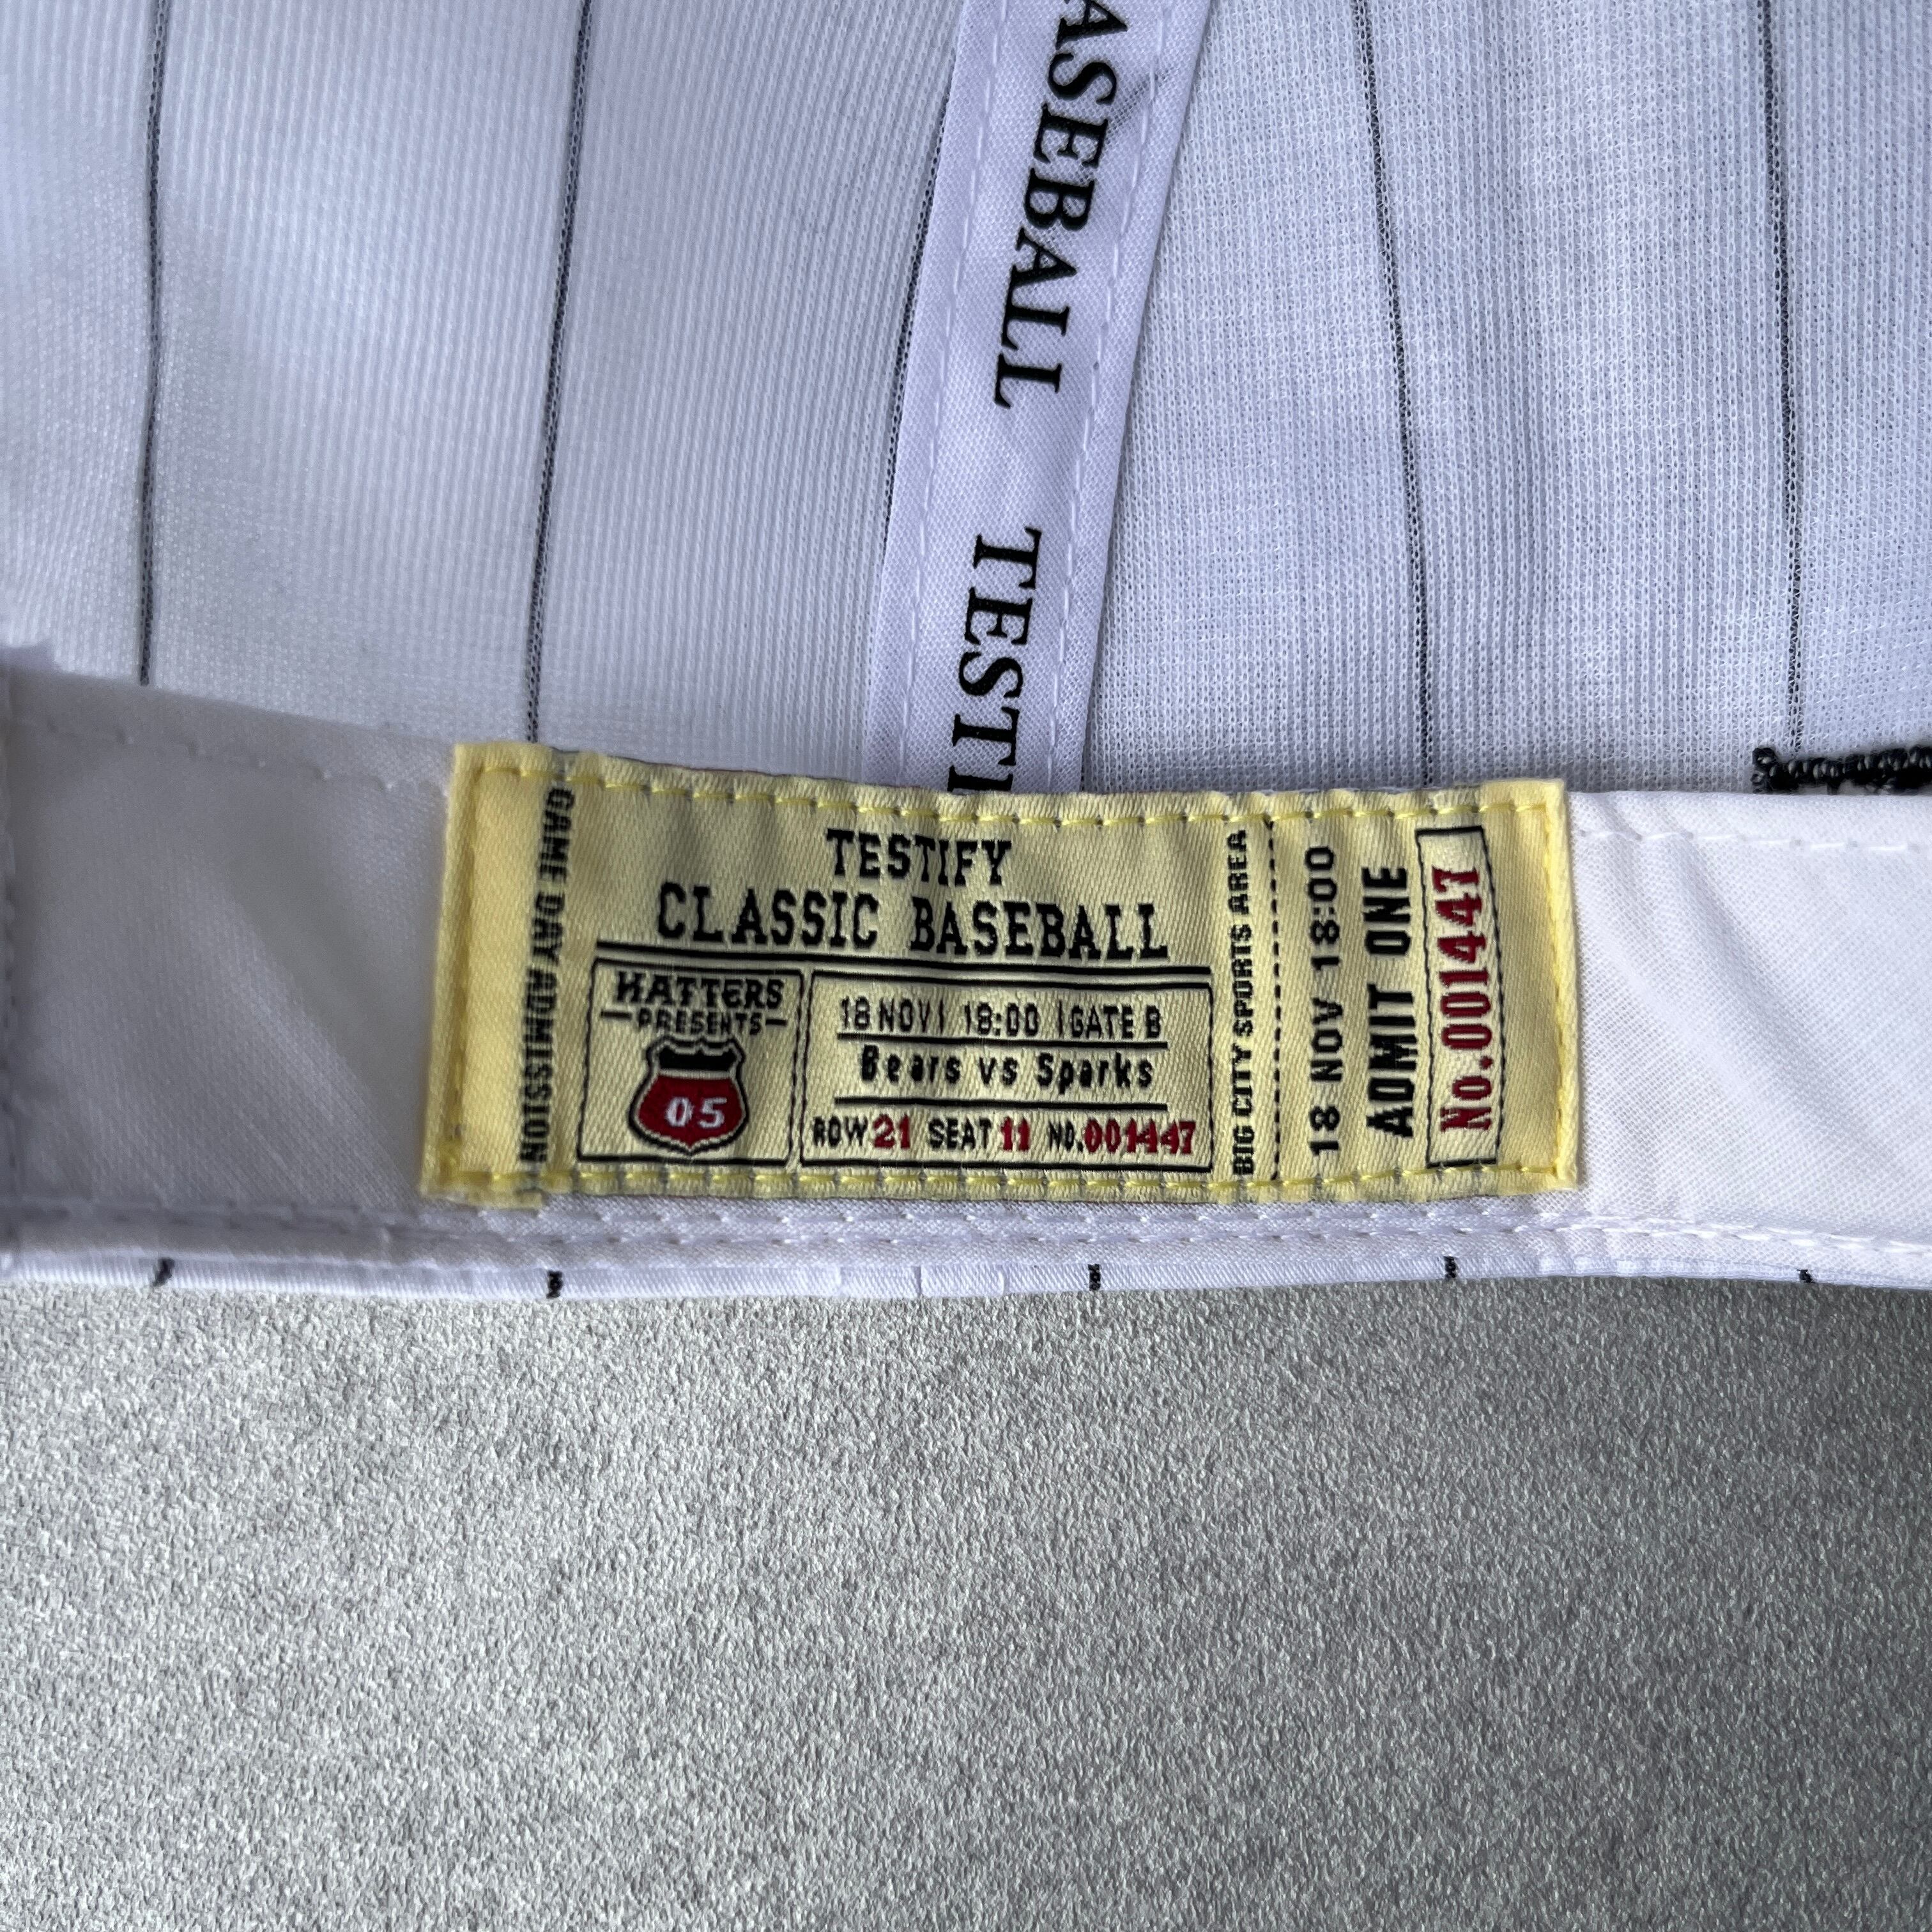 ASEBALL TESTI
GAME DAY ADMISSION
TESTIFY
CLASSIC BASEBALL
HATTERS
PRESENTS
05
18 NOV | 18:00 | GATE B
Bears vs Sparks
ROW 21 SEAT 11 NO.001447
BIG CITY SPORTS AREA
18 NOV 18:00
ADMIT ONE
No.001447